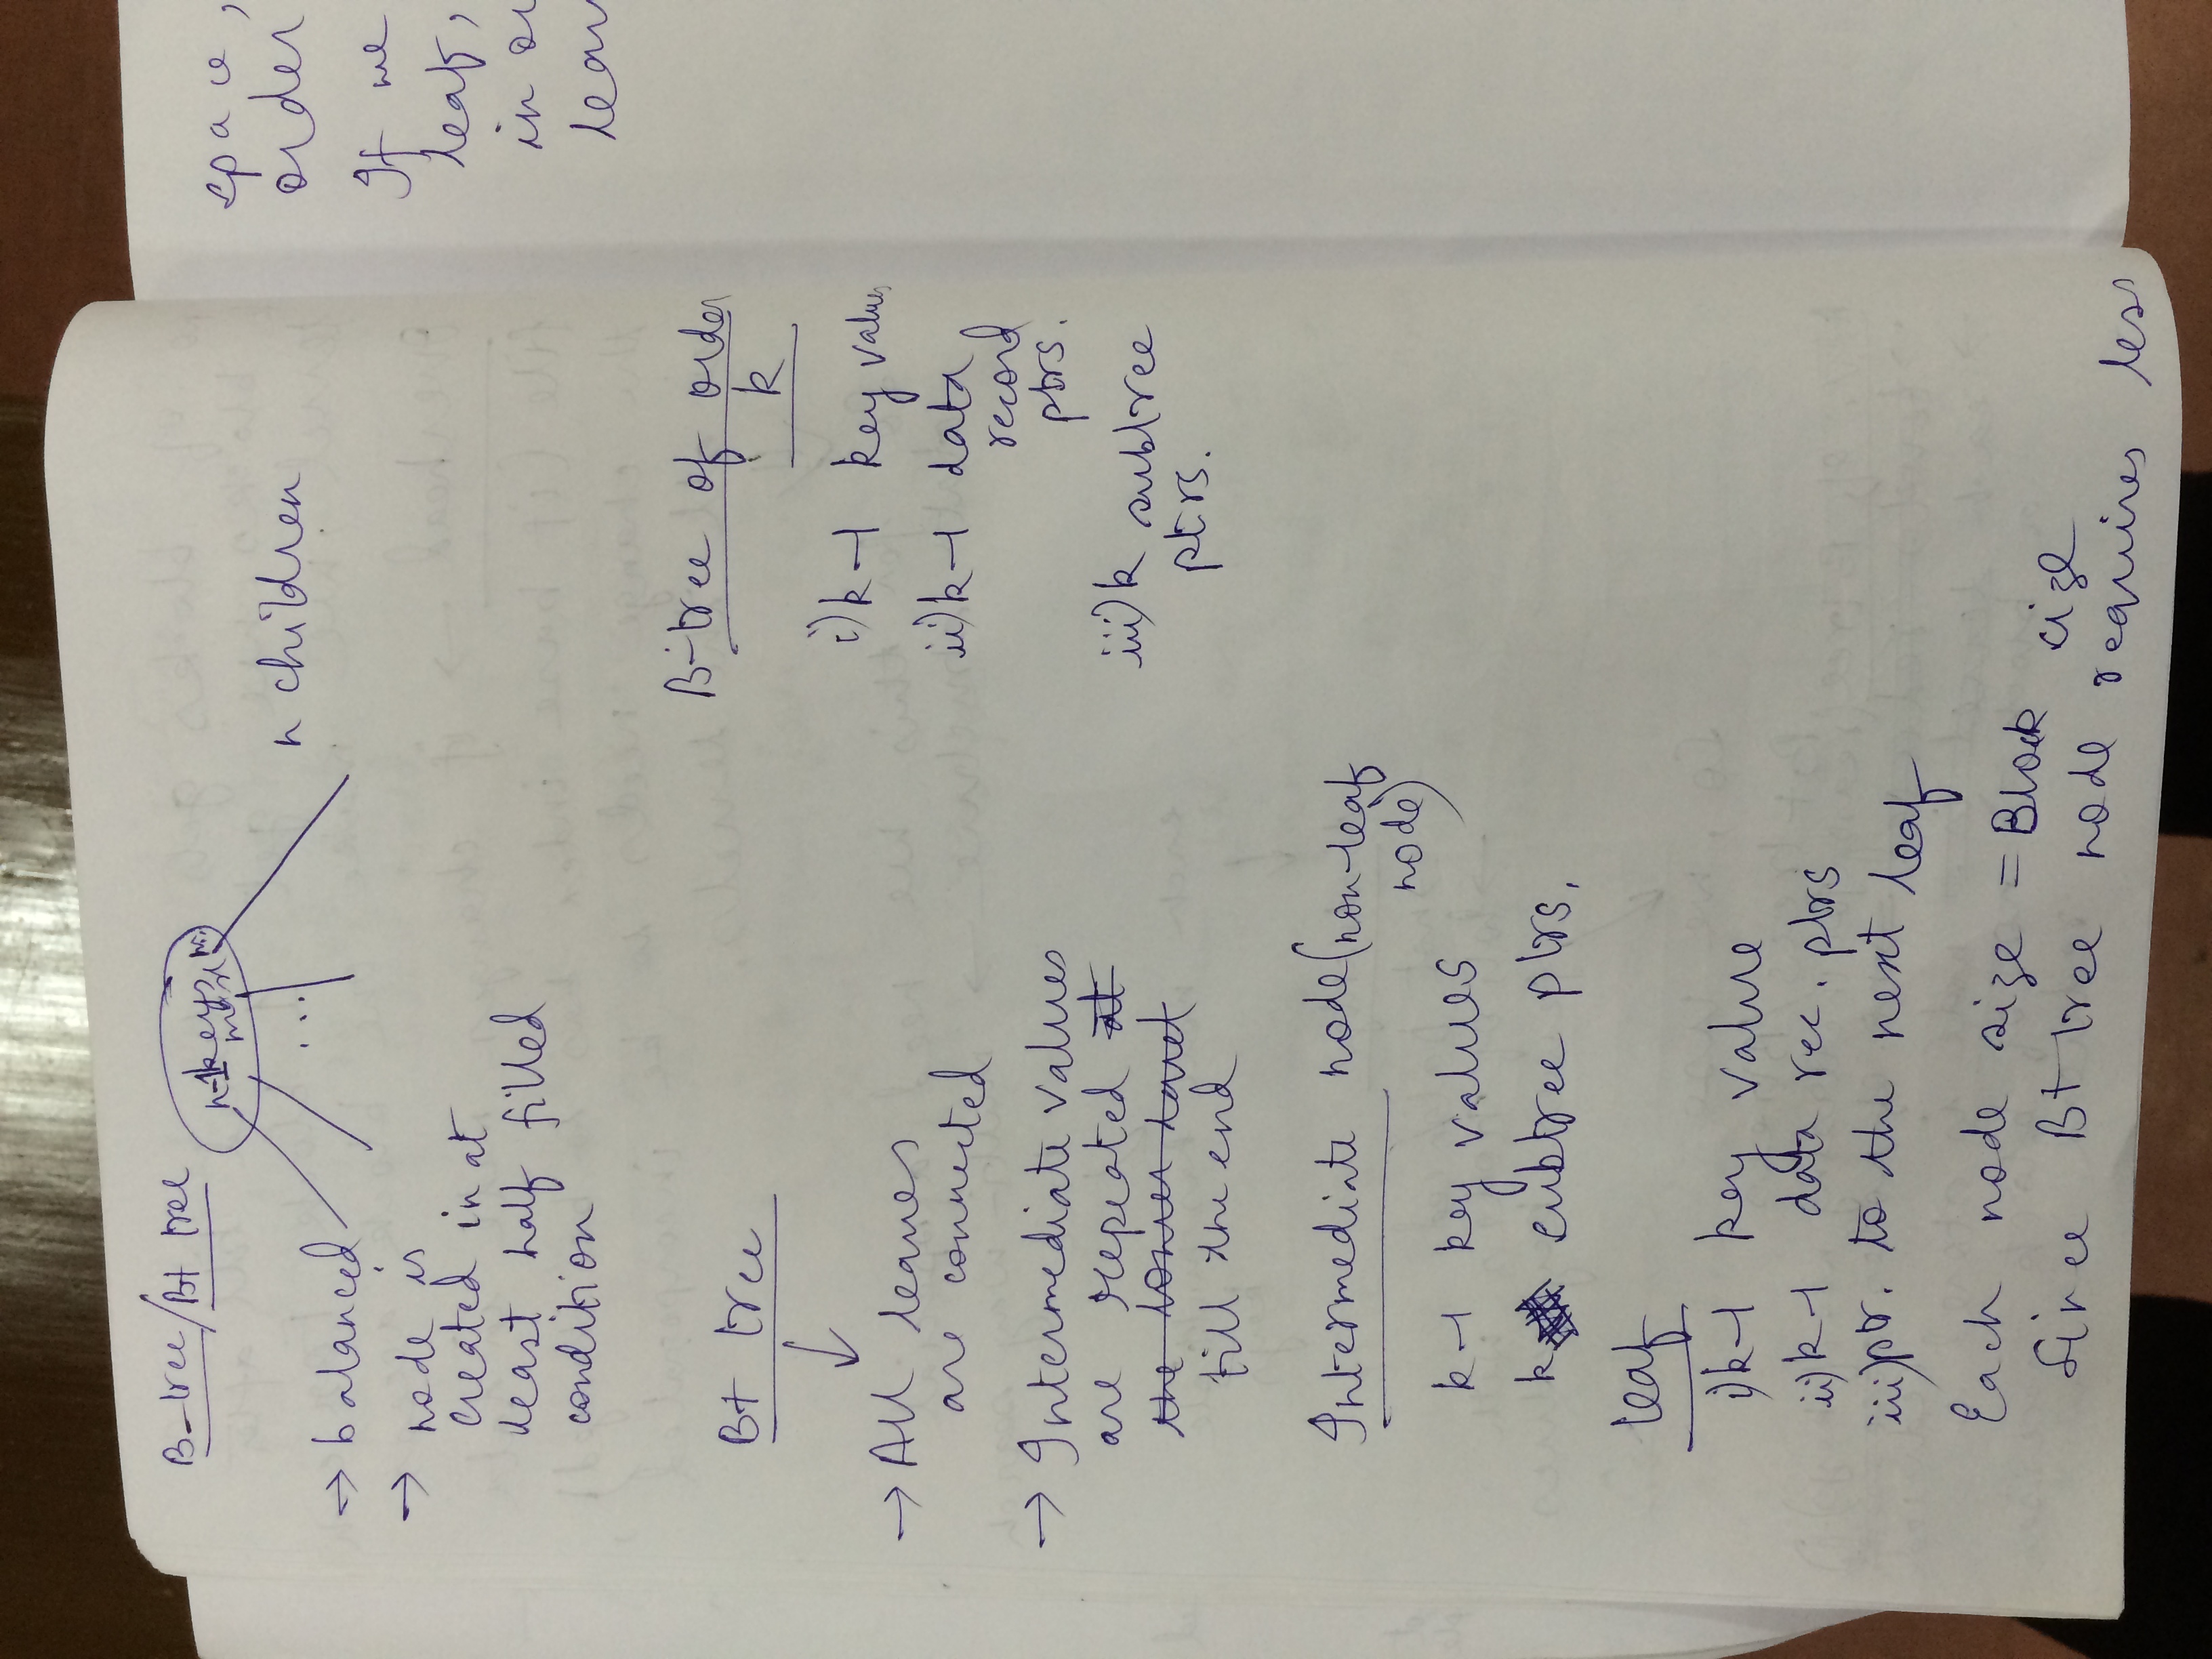 B-tree/B+ tree
n-1 keys
max
n children
...
→ balanced
→ node is
created in at
least half filled
condition
B+ tree
→ All leaves
are connected
→ Intermediate values
are repeated at
the lower level
till the end
B-tree of order
k
i) k-1 key values
ii) k-1 data
record
ptrs.
iii) k subtree
ptrs.
Intermediate node (non-leaf
node)
k-1 key values
k subtree ptrs.
leaf
i) k-1 key value
ii) k-1 data rec. ptrs
iii) ptr. to the next leaf
Each node size = Block size
Since B+ tree node requires less
space,
order
If we
leaf,
in